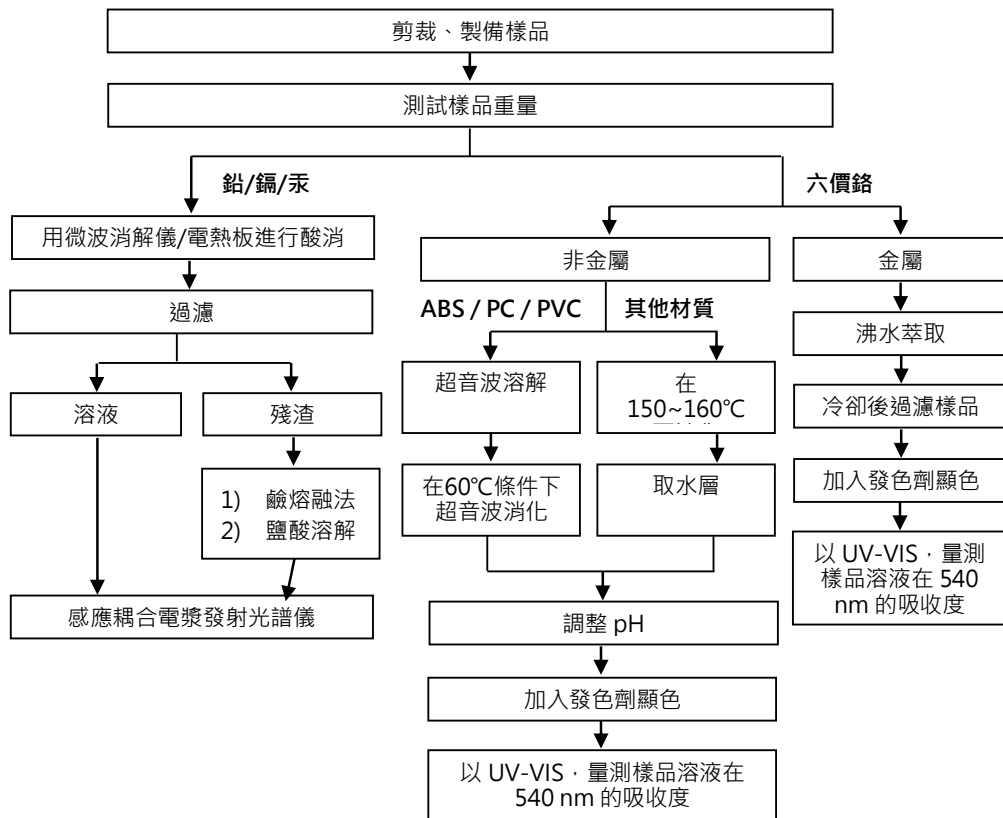 剪裁、製備樣品
測試樣品重量
鉛/鎘/汞
六價鉻
用微波消解儀/電熱板進行酸消
非金屬
金屬
過濾
ABS / PC / PVC
其他材質
沸水萃取
溶液
殘渣
超音波溶解
在
150~160℃
冷卻後過濾樣品
1) 鹼熔融法
2) 鹽酸溶解
在60℃條件下
超音波消化
取水層
加入發色劑顯色
以 UV-VIS，量測
樣品溶液在 540
nm 的吸收度
感應耦合電漿發射光譜儀
調整 pH
加入發色劑顯色
以 UV-VIS，量測樣品溶液在
540 nm 的吸收度